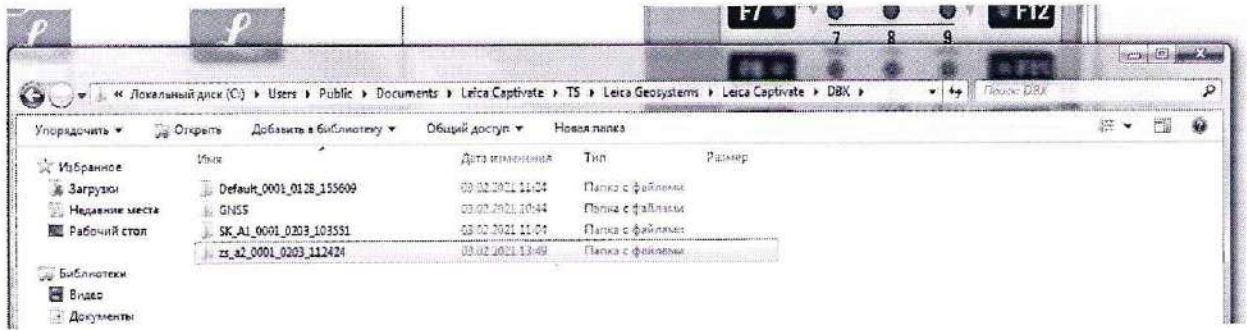 F7 F12
7 8 9
« Локальный диск (C:) ▸ Users ▸ Public ▸ Documents ▸ Leica Captivate ▸ TS ▸ Leica Geosystems ▸ Leica Captivate ▸ DBX ▸ Поиск: DBX
Упорядочить ▾ Открыть Добавить в библиотеку ▾ Общий доступ ▾ Новая папка
Избранное
Загрузки
Недавние места
Рабочий стол
Библиотеки
Видео
Документы
Имя Дата изменения Тип Размер
Default_0001_0128_155609 03.02.2021 11:24 Папка с файлами
GNSS 03.02.2021 10:44 Папка с файлами
SK_A1_0001_0203_103551 03.02.2021 11:04 Папка с файлами
zs_a2_0001_0203_112424 03.02.2021 13:49 Папка с файлами